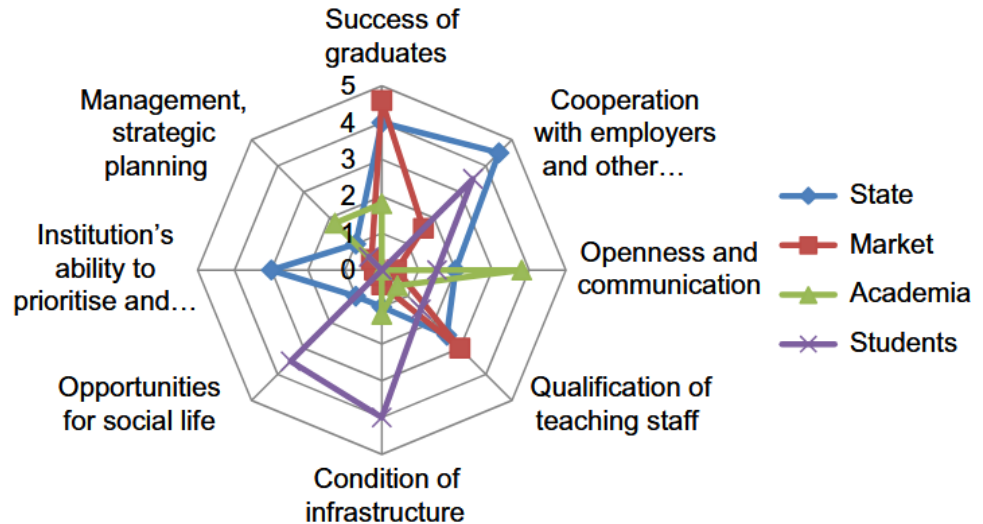 Success of
graduates
Cooperation
with employers
and other…
Openness and
communication
Qualification of
teaching staff
Condition of
infrastructure
Opportunities
for social life
Institution’s
ability to
prioritise and…
Management,
strategic
planning
5
4
3
2
1
0
State
Market
Academia
Students